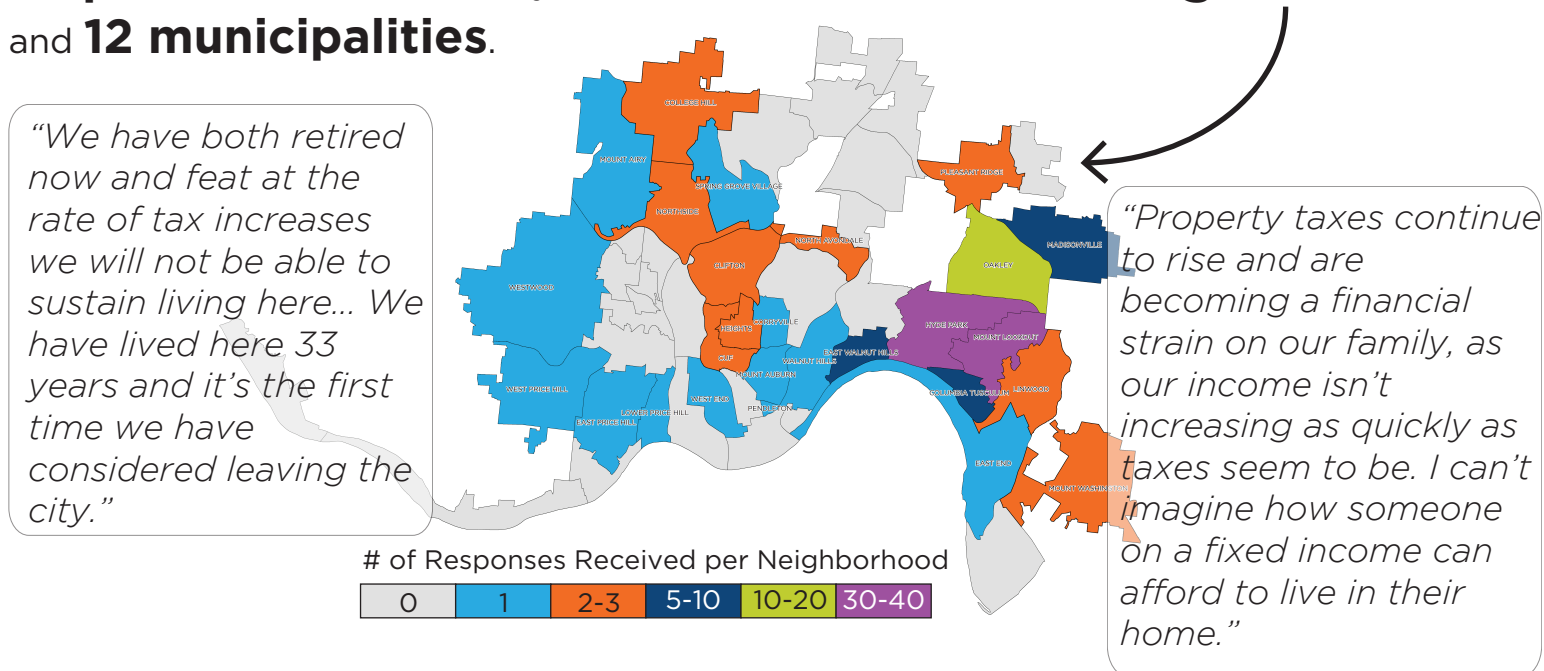 and 12 municipalities.
“We have both retired
now and feat at the
rate of tax increases
we will not be able to
sustain living here... We
have lived here 33
years and it’s the first
time we have
considered leaving the
city.”
COLLEGE HILL
MOUNT AIRY
SPRING GROVE VILLAGE
NORTHSIDE
PLEASANT RIDGE
NORTH AVONDALE
CLIFTON
WESTWOOD
OAKLEY
MADISONVILLE
HEIGHTS
CORRYVILLE
HYDE PARK
MOUNT LOOKOUT
CUF
EAST WALNUT HILLS
WALNUT HILLS
MOUNT AUBURN
WEST PRICE HILL
LINWOOD
COLUMBIA TUSCULUM
WEST END
PENDLETON
LOWER PRICE HILL
EAST PRICE HILL
EAST END
MOUNT WASHINGTON
“Property taxes continue
to rise and are
becoming a financial
strain on our family, as
our income isn’t
increasing as quickly as
taxes seem to be. I can’t
imagine how someone
on a fixed income can
afford to live in their
home.”
# of Responses Received per Neighborhood
0 1 2-3 5-10 10-20 30-40